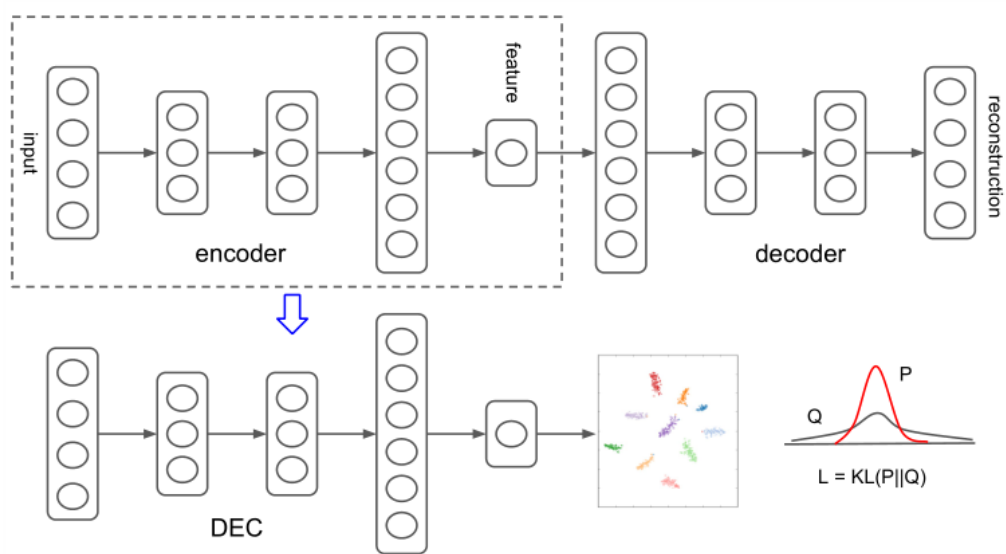 input
feature
reconstruction
encoder
decoder
DEC
P
Q
L = KL(P||Q)